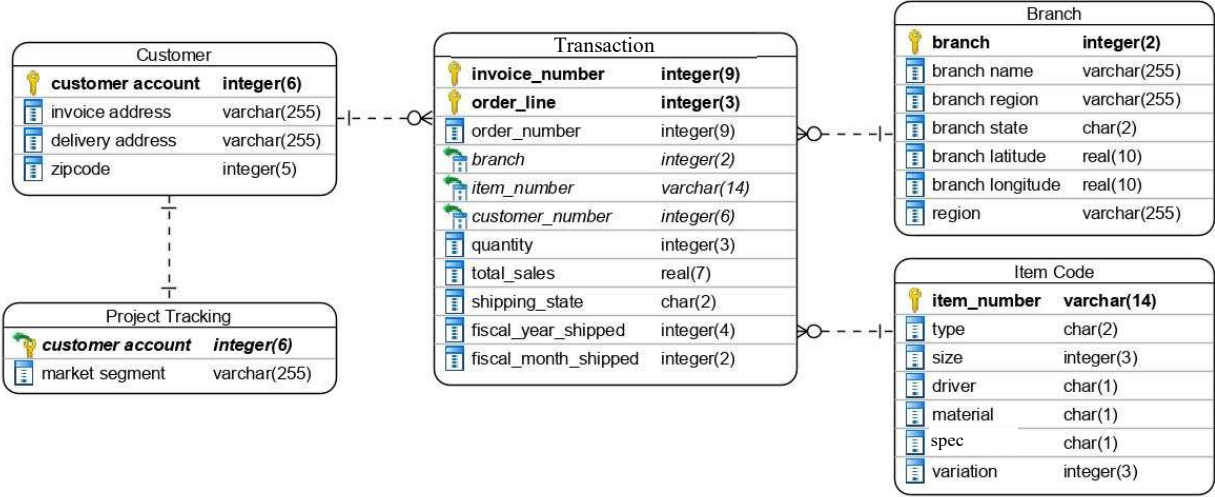 Customer
customer account integer(6)
invoice address varchar(255)
delivery address varchar(255)
zipcode integer(5)
Project Tracking
customer account integer(6)
market segment varchar(255)
Transaction
invoice_number integer(9)
order_line integer(3)
order_number integer(9)
branch integer(2)
item_number varchar(14)
customer_number integer(6)
quantity integer(3)
total_sales real(7)
shipping_state char(2)
fiscal_year_shipped integer(4)
fiscal_month_shipped integer(2)
Branch
branch integer(2)
branch name varchar(255)
branch region varchar(255)
branch state char(2)
branch latitude real(10)
branch longitude real(10)
region varchar(255)
Item Code
item_number varchar(14)
type char(2)
size integer(3)
driver char(1)
material char(1)
spec char(1)
variation integer(3)